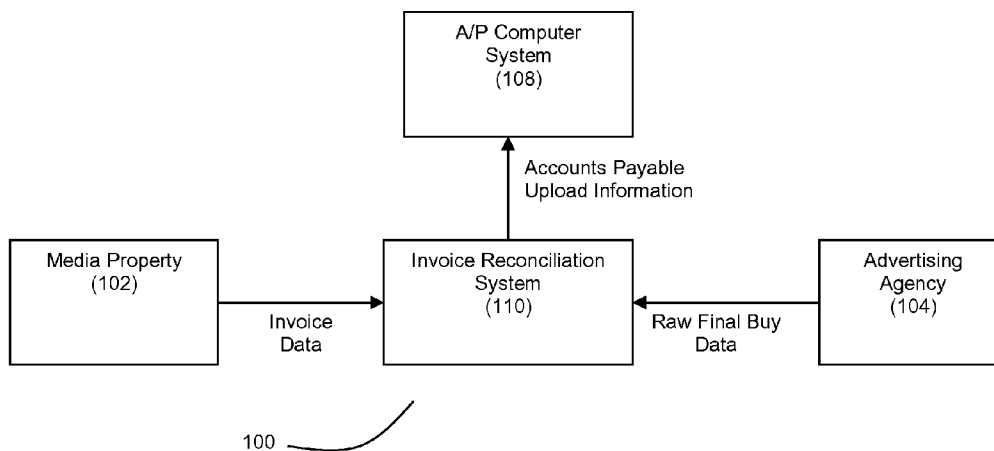 A/P Computer
System
(108)
Accounts Payable
Upload Information
Media Property
(102)
Invoice
Data
Invoice Reconciliation
System
(110)
Raw Final Buy
Data
Advertising
Agency
(104)
100